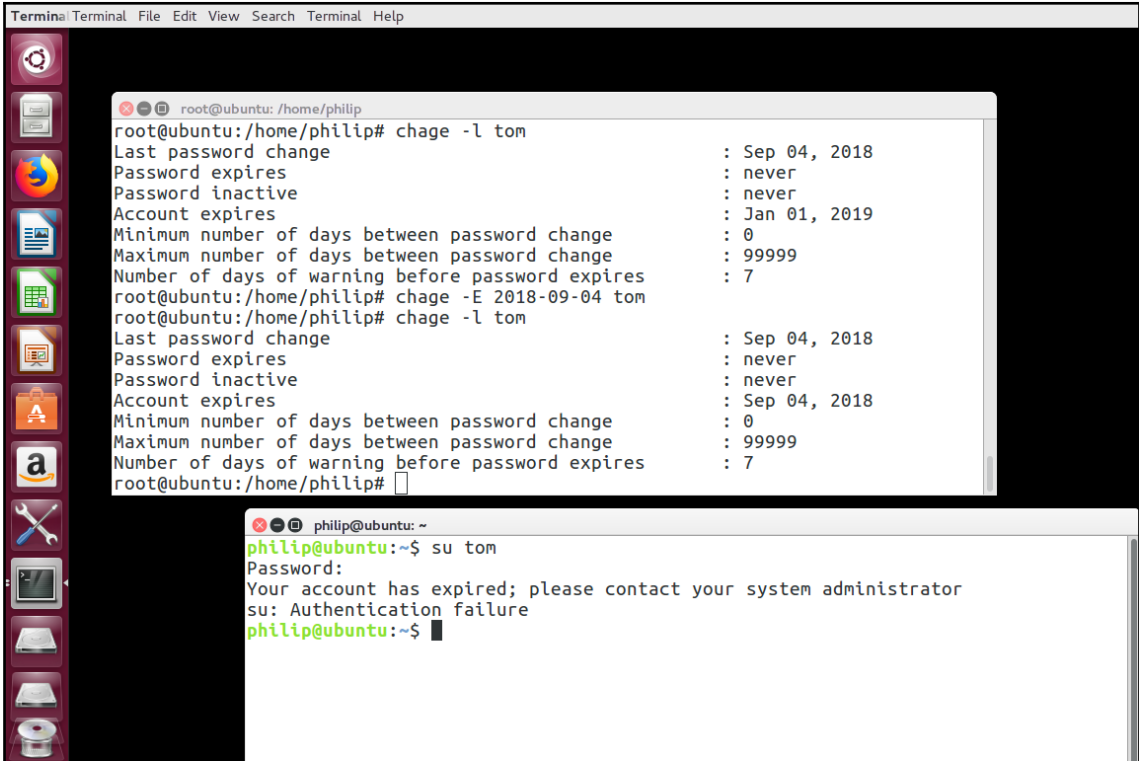 Terminal Terminal File Edit View Search Terminal Help
root@ubuntu: /home/philip
root@ubuntu:/home/philip# chage -l tom
Last password change : Sep 04, 2018
Password expires : never
Password inactive : never
Account expires : Jan 01, 2019
Minimum number of days between password change : 0
Maximum number of days between password change : 99999
Number of days of warning before password expires : 7
root@ubuntu:/home/philip# chage -E 2018-09-04 tom
root@ubuntu:/home/philip# chage -l tom
Last password change : Sep 04, 2018
Password expires : never
Password inactive : never
Account expires : Sep 04, 2018
Minimum number of days between password change : 0
Maximum number of days between password change : 99999
Number of days of warning before password expires : 7
root@ubuntu:/home/philip#
philip@ubuntu: ~
philip@ubuntu:~$ su tom
Password:
Your account has expired; please contact your system administrator
su: Authentication failure
philip@ubuntu:~$